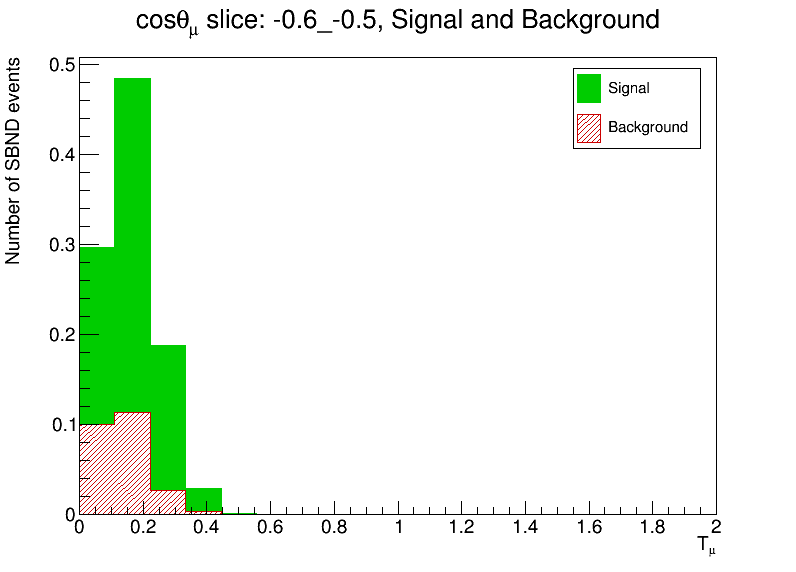 cosθμ slice: -0.6_-0.5, Signal and Background
Number of SBND events
0.5
0.4
0.3
0.2
0.1
0
Signal
Background
0 0.2 0.4 0.6 0.8 1 1.2 1.4 1.6 1.8 2
Tμ